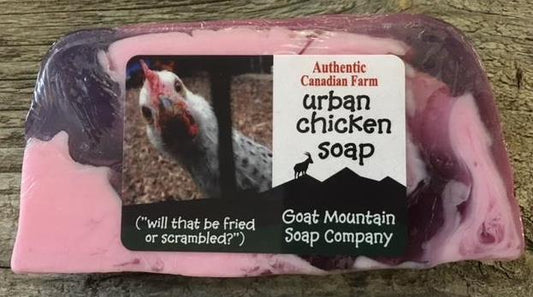 Authentic
Canadian Farm
urban
chicken
soap
("will that be fried
or scrambled?")
Goat Mountain
Soap Company